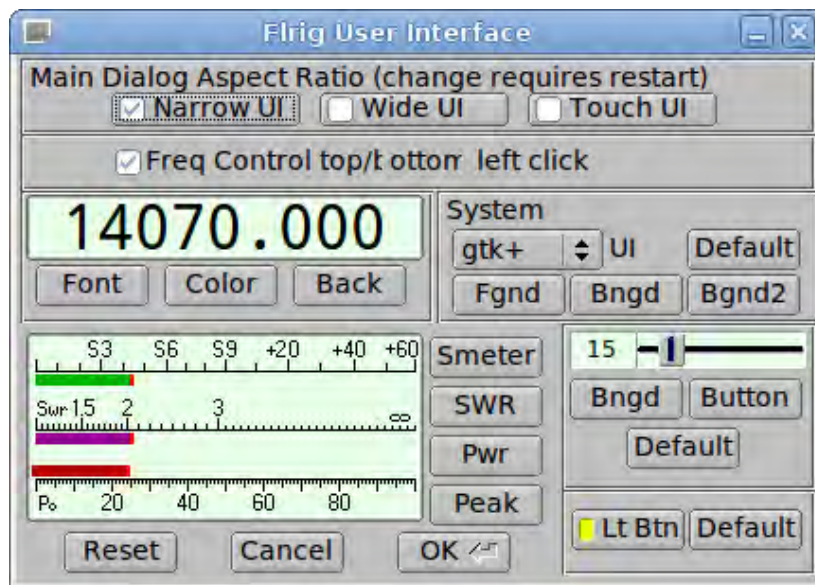 Flrig User Interface
Main Dialog Aspect Ratio (change requires restart)
Narrow UI Wide UI Touch UI
Freq Control top/bottom left click
14070.000
Font Color Back
System
gtk+ UI Default
Fgnd Bngd Bgnd2
S3 S6 S9 +20 +40 +60
Swr 1.5 2 3 ∞
Po 20 40 60 80
Smeter
SWR
Pwr
Peak
15
Bngd Button
Default
Lt Btn Default
Reset Cancel OK